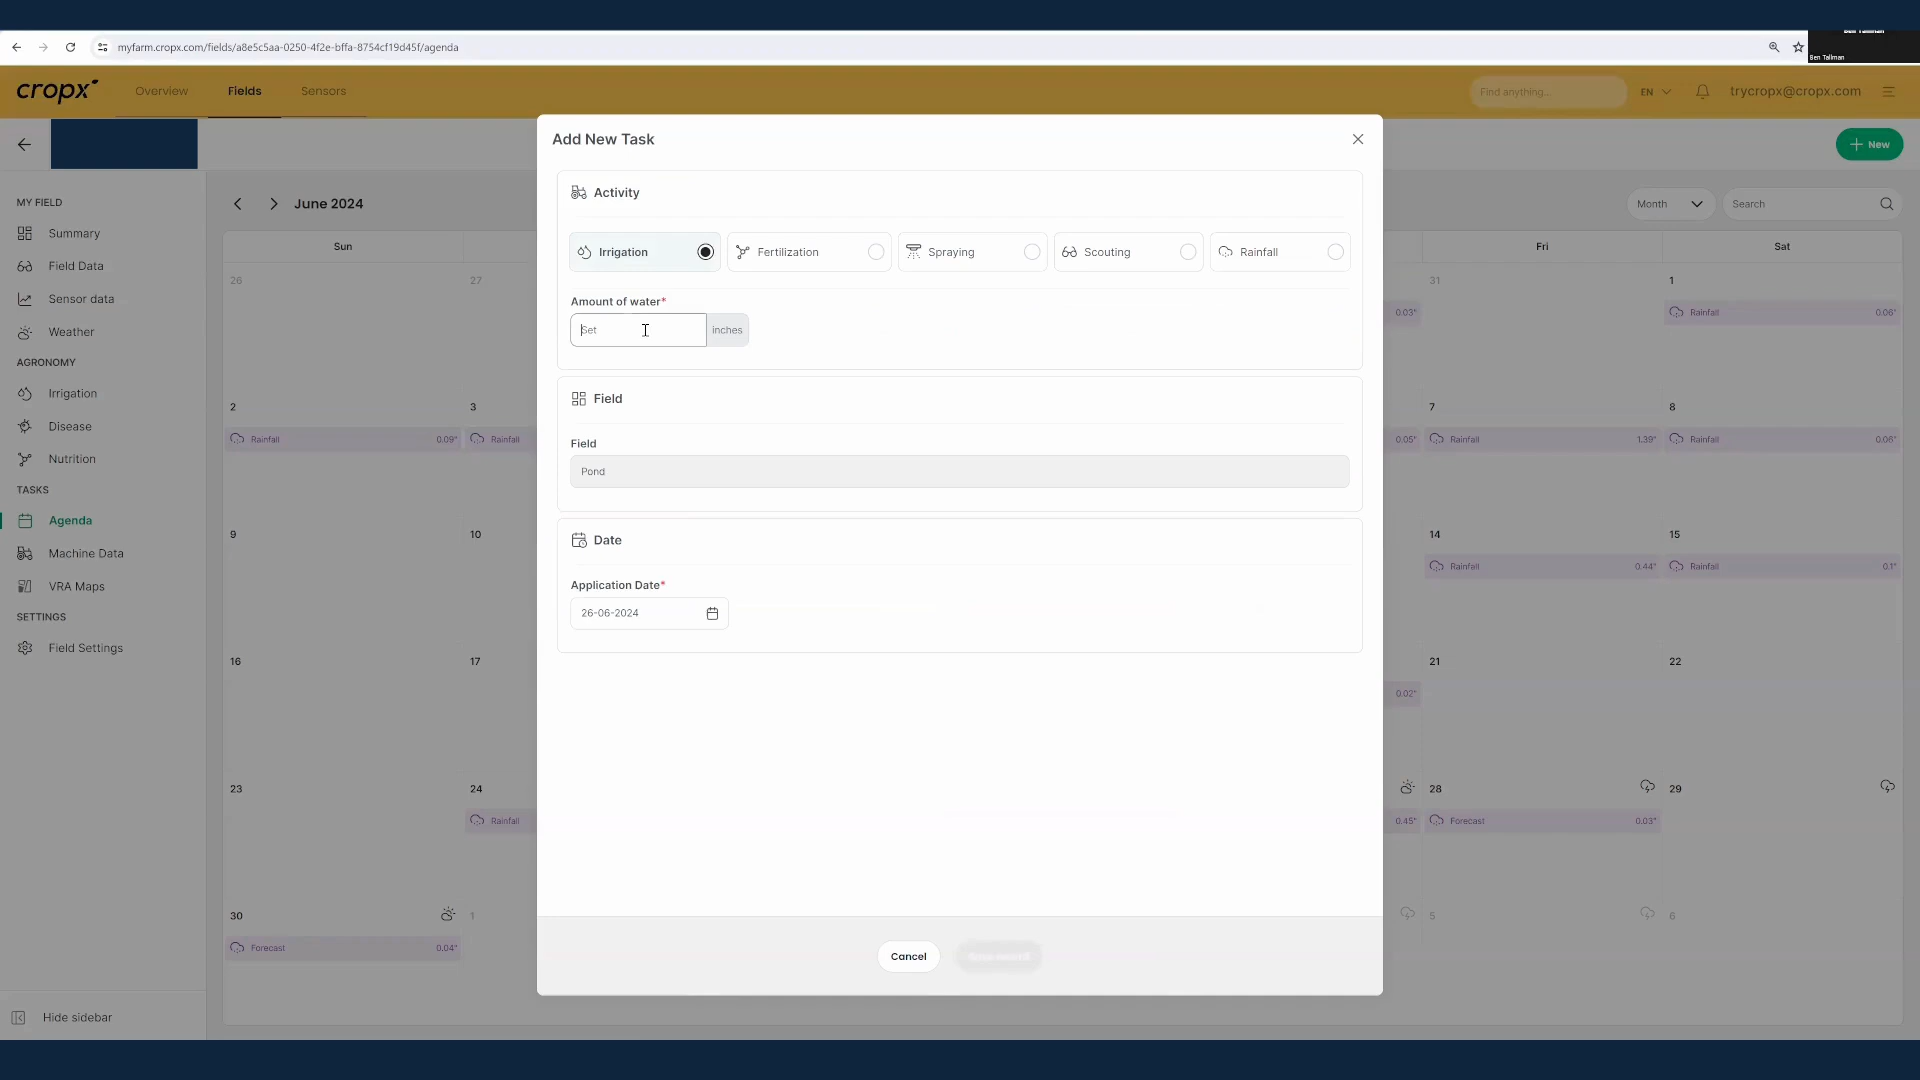 Ben Tallman
myfarm.cropx.com/fields/a8e5c5aa-0250-4f2e-bffa-8754cf19d45f/agenda
Ben Tallman
cropx
Overview
Fields
Sensors
Find anything...
EN
trycropx@cropx.com
New
MY FIELD
Summary
Field Data
Sensor data
Weather
AGRONOMY
Irrigation
Disease
Nutrition
TASKS
Agenda
Machine Data
VRA Maps
SETTINGS
Field Settings
Hide sidebar
June 2024
Month
Search
Sun
Fri
Sat
26
27
31
1
0.03"
Rainfall 0.06"
2
3
7
8
Rainfall 0.09"
Rainfall
0.05"
Rainfall 1.39"
Rainfall 0.06"
9
10
14
15
Rainfall 0.44"
Rainfall 0.1"
16
17
21
22
0.02"
23
24
28
29
Rainfall
0.45"
Forecast 0.03"
30
1
5
6
Forecast 0.04"
Add New Task
Activity
Irrigation
Fertilization
Spraying
Scouting
Rainfall
Amount of water*
Set
inches
Field
Field
Pond
Date
Application Date*
26-06-2024
Cancel